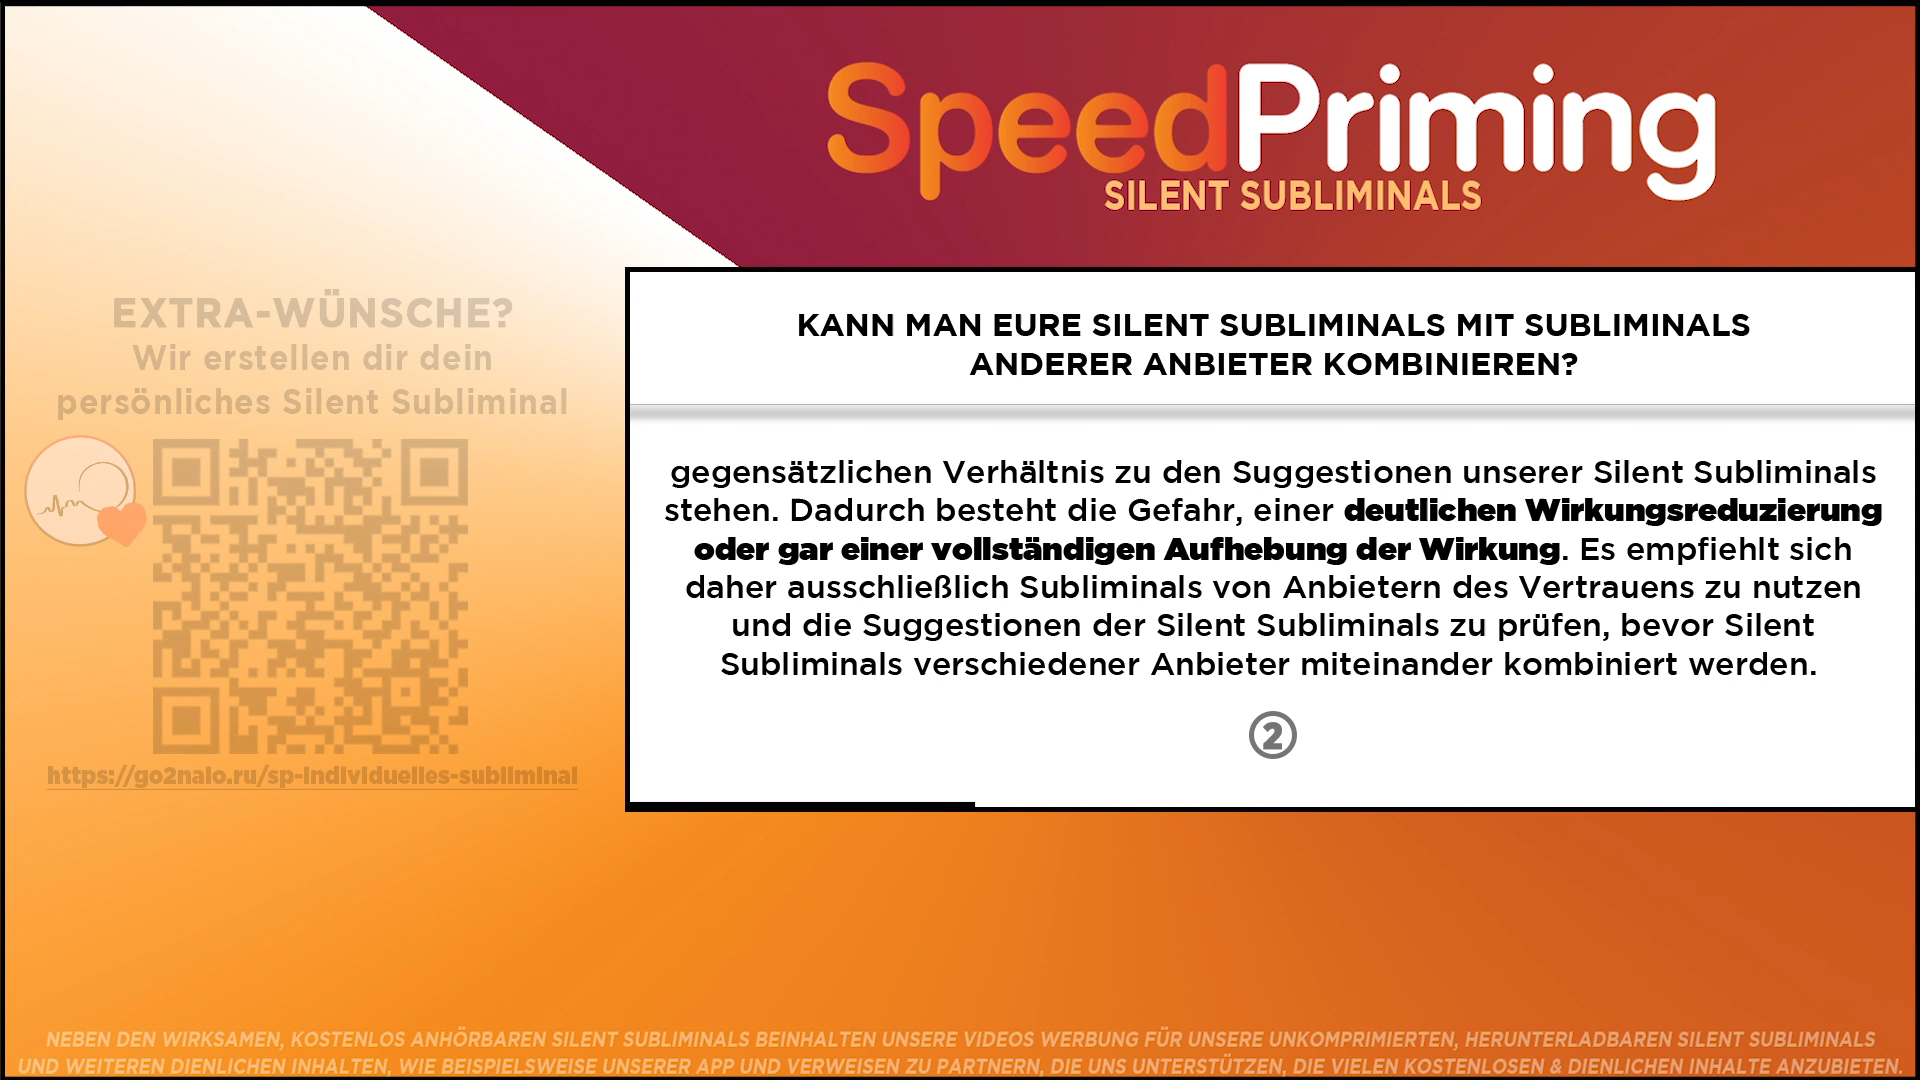 SpeedPriming
SILENT SUBLIMINALS
EXTRA-WÜNSCHE?
Wir erstellen dir dein
persönliches Silent Subliminal
https://go2nalo.ru/sp-individuelles-subliminal
KANN MAN EURE SILENT SUBLIMINALS MIT SUBLIMINALS
ANDERER ANBIETER KOMBINIEREN?
gegensätzlichen Verhältnis zu den Suggestionen unserer Silent Subliminals
stehen. Dadurch besteht die Gefahr, einer deutlichen Wirkungsreduzierung
oder gar einer vollständigen Aufhebung der Wirkung. Es empfiehlt sich
daher ausschließlich Subliminals von Anbietern des Vertrauens zu nutzen
und die Suggestionen der Silent Subliminals zu prüfen, bevor Silent
Subliminals verschiedener Anbieter miteinander kombiniert werden.
2
NEBEN DEN WIRKSAMEN, KOSTENLOS ANHÖRBAREN SILENT SUBLIMINALS BEINHALTEN UNSERE VIDEOS WERBUNG FÜR UNSERE UNKOMPRIMIERTEN, HERUNTERLADBAREN SILENT SUBLIMINALS
UND WEITEREN DIENLICHEN INHALTEN, WIE BEISPIELSWEISE UNSERER APP UND VERWEISEN ZU PARTNERN, DIE UNS UNTERSTÜTZEN, DIE VIELEN KOSTENLOSEN & DIENLICHEN INHALTE ANZUBIETEN.